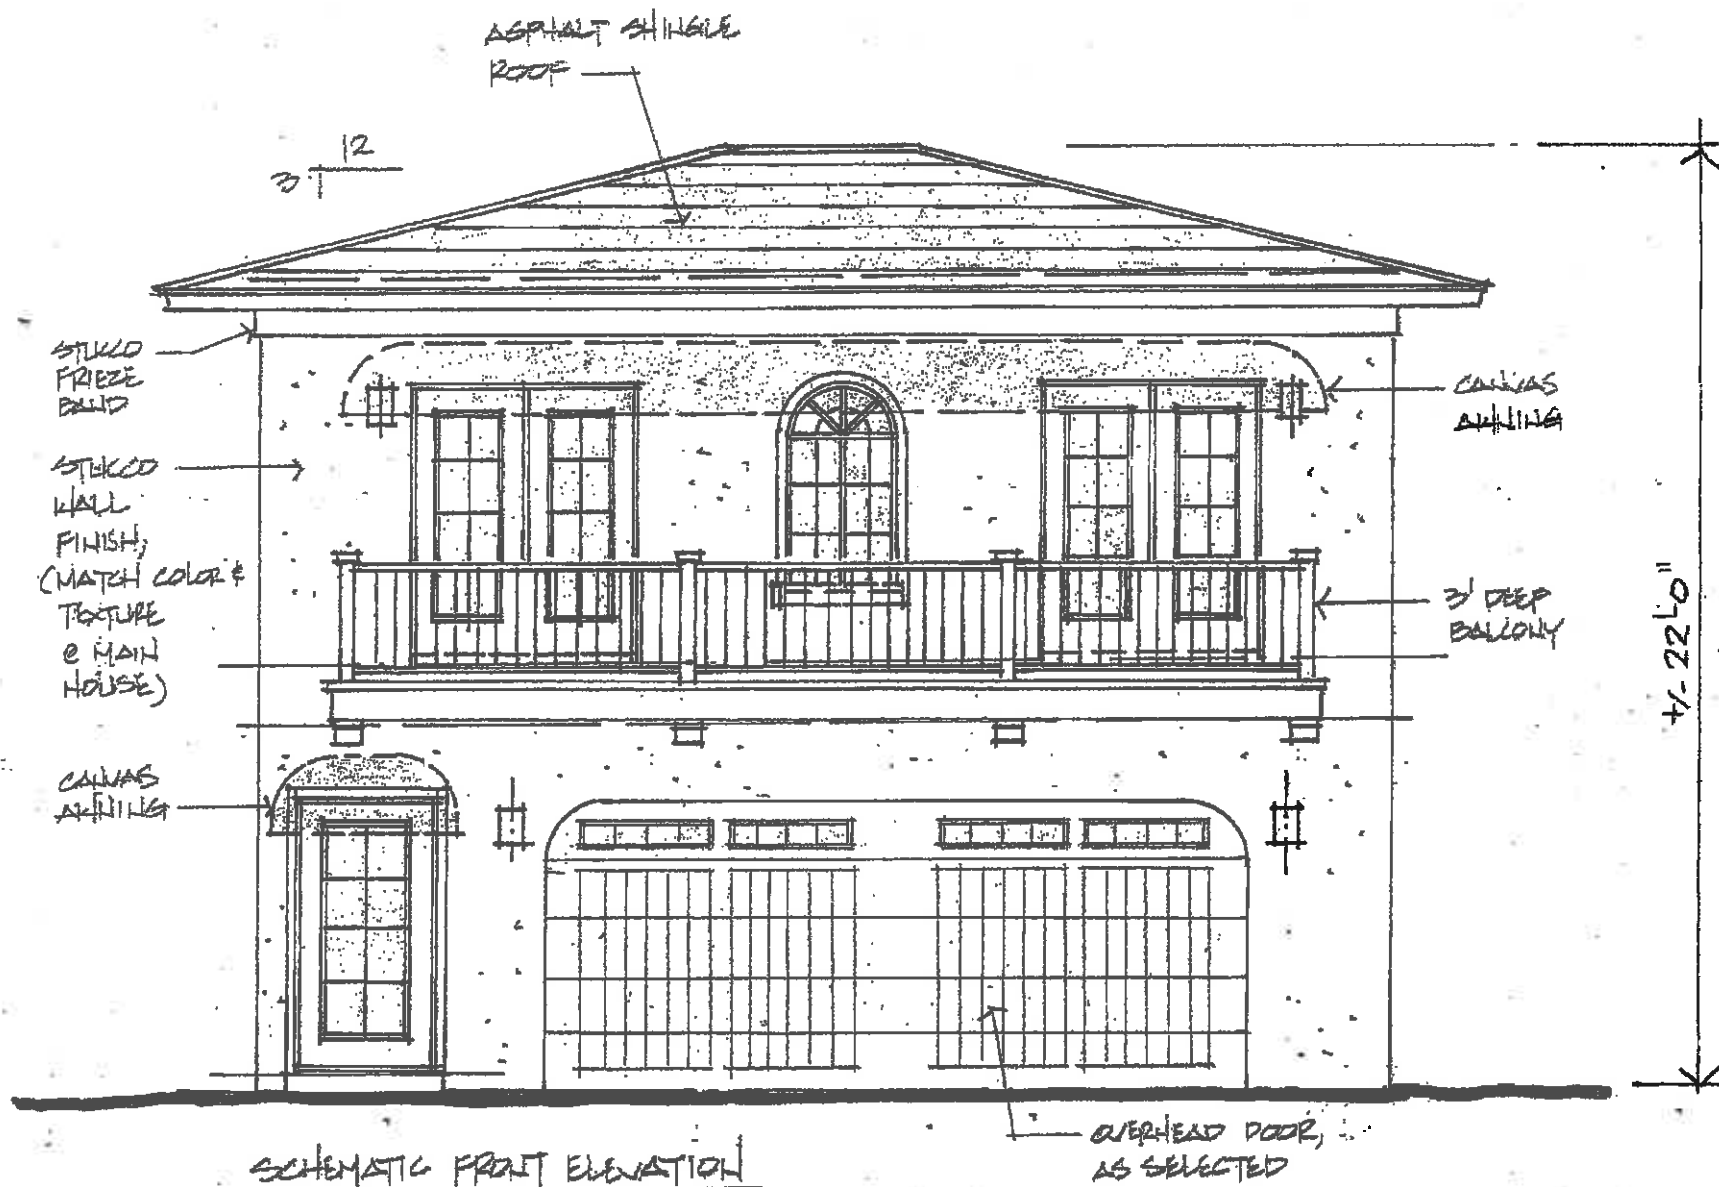 ASPHALT SHINGLE
ROOF
12
3
STUCCO
FRIEZE
BAND
CANVAS
AWNING
STUCCO
WALL
FINISH,
(MATCH COLOR &
TEXTURE
@ MAIN
HOUSE)
3' DEEP
BALCONY
+/- 22'-0"
CANVAS
AWNING
OVERHEAD DOOR,
AS SELECTED
SCHEMATIC FRONT ELEVATION